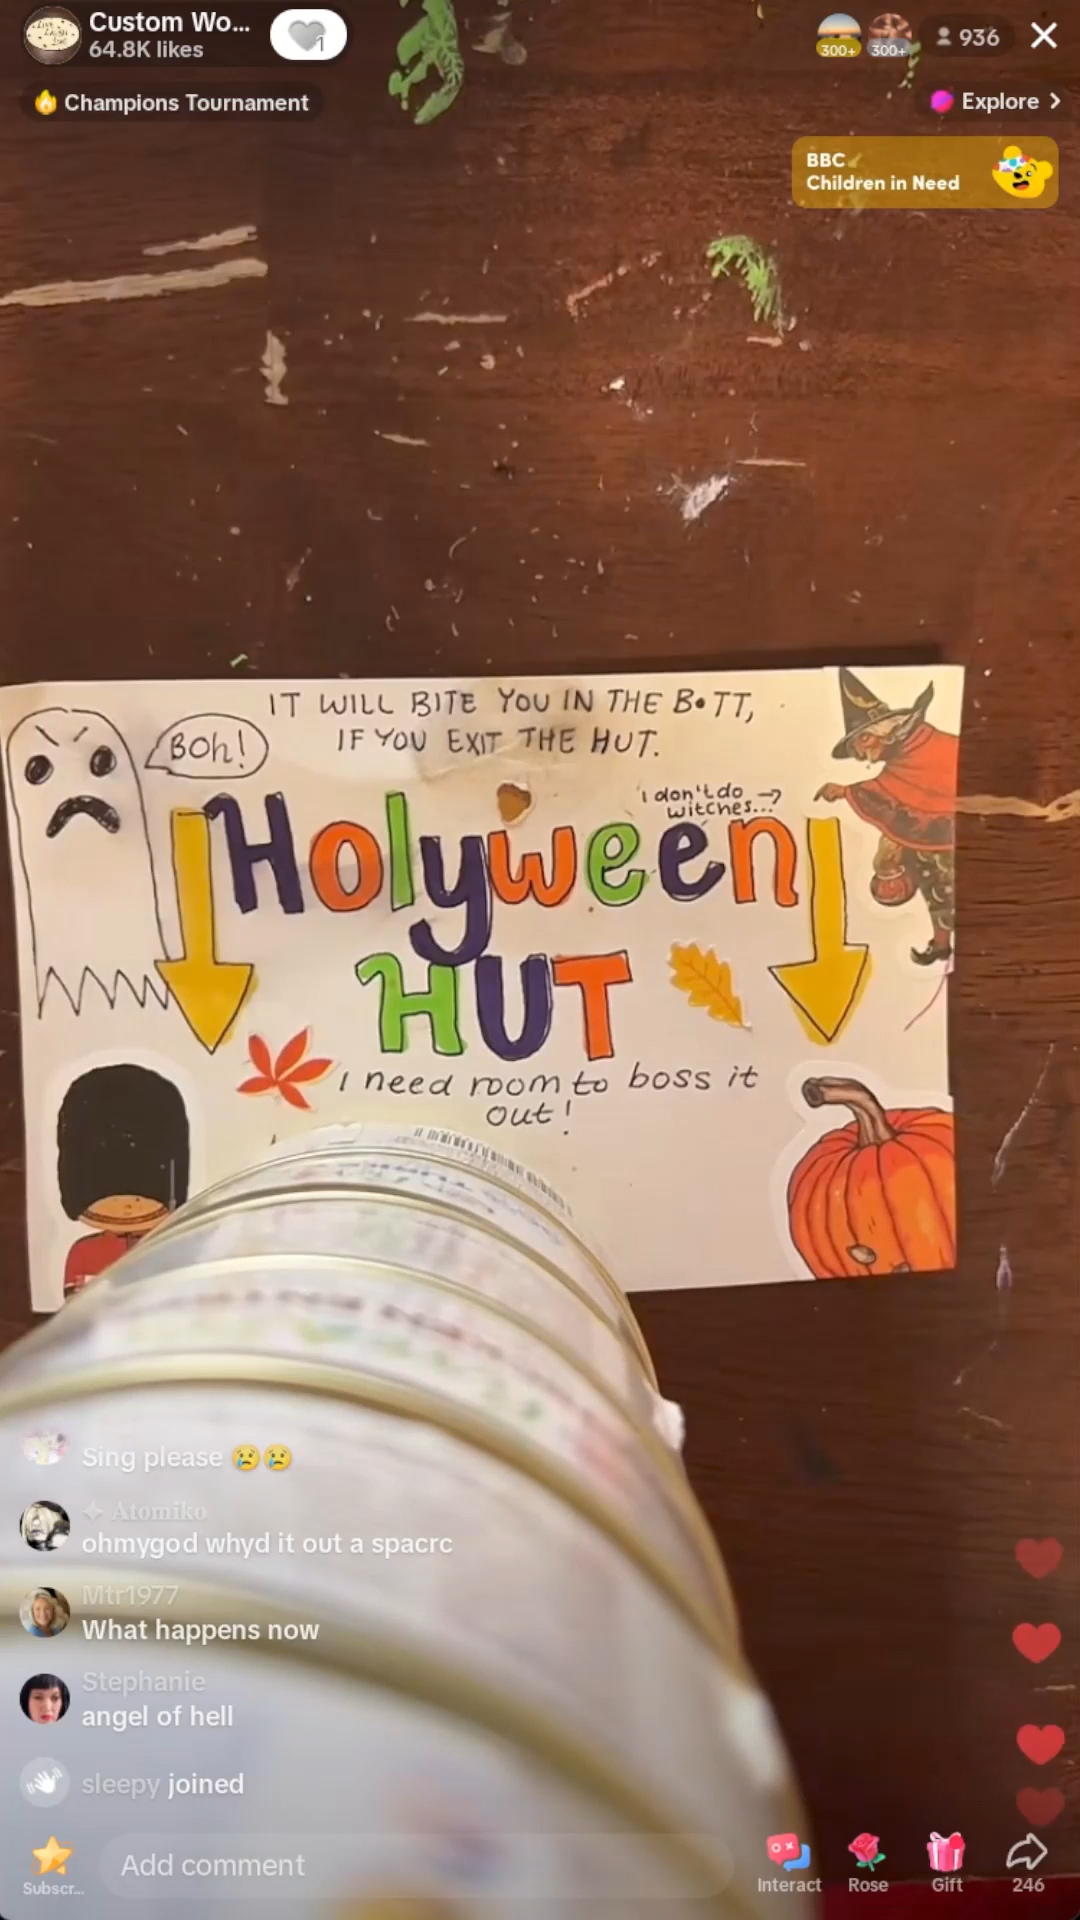 Custom Wo...
64.8K likes
1
300+
300+
936
Champions Tournament
Explore
BBC
Children in Need
IT WILL BITE YOU IN THE B•TT,
IF YOU EXIT THE HUT.
BOh!
I don't do →
witches...?
Holyween
HUT
I need room to boss it
out!
Sing please 😢😢
✧ Atomiko
ohmygod whyd it out a spacrc
Mtr1977
What happens now
Stephanie
angel of hell
sleepy joined
Add comment
Subscr...
Interact
Rose
Gift
246